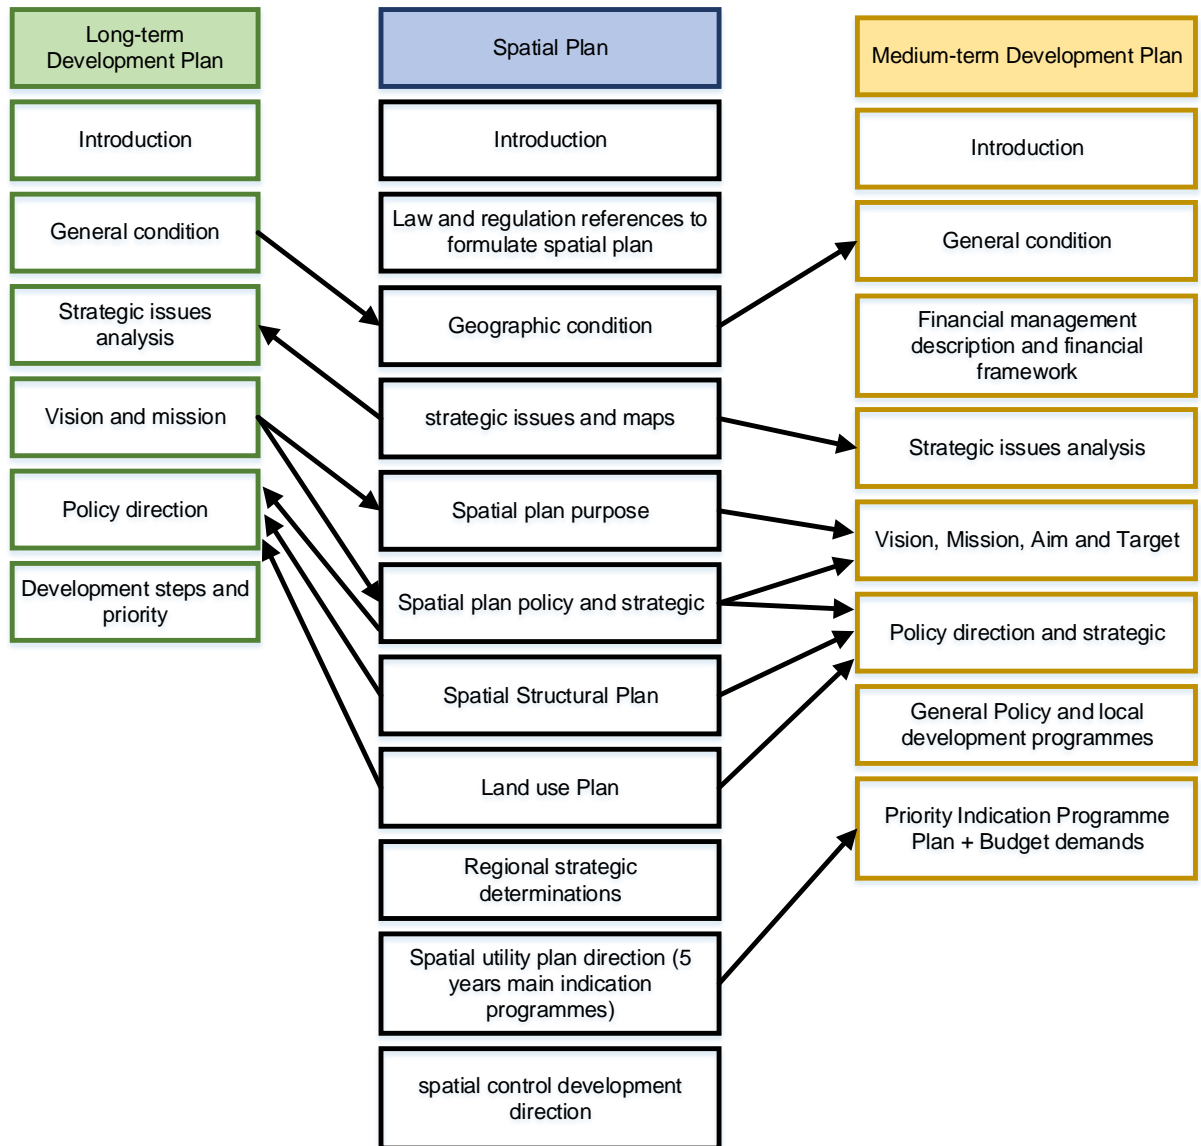 Long-term
Development Plan
Introduction
General condition
Strategic issues
analysis
Vision and mission
Policy direction
Development steps and
priority
Spatial Plan
Introduction
Law and regulation references to
formulate spatial plan
Geographic condition
strategic issues and maps
Spatial plan purpose
Spatial plan policy and strategic
Spatial Structural Plan
Land use Plan
Regional strategic
determinations
Spatial utility plan direction (5
years main indication
programmes)
spatial control development
direction
Medium-term Development Plan
Introduction
General condition
Financial management
description and financial
framework
Strategic issues analysis
Vision, Mission, Aim and Target
Policy direction and strategic
General Policy and local
development programmes
Priority Indication Programme
Plan + Budget demands